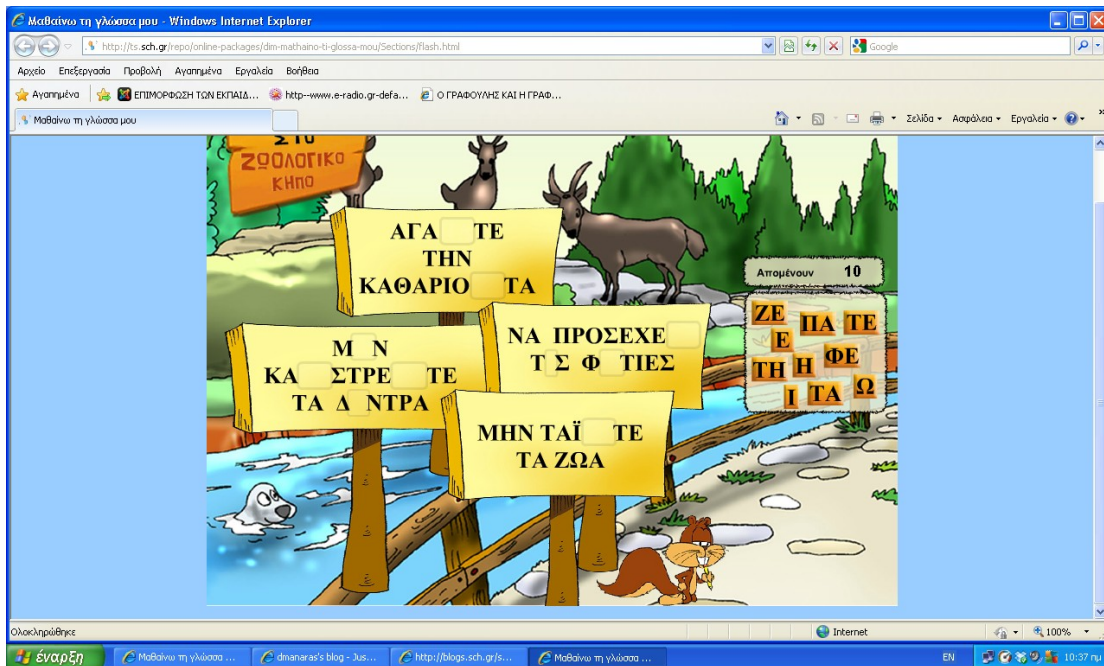 Μαθαίνω τη γλώσσα μου - Windows Internet Explorer
http://ts.sch.gr/repo/online-packages/dim-mathaino-ti-glossa-mou/Sections/flash.html
Google
Αρχείο Επεξεργασία Προβολή Αγαπημένα Εργαλεία Βοήθεια
Αγαπημένα ΕΠΙΜΟΡΦΩΣΗ ΤΩΝ ΕΚΠΑΙΔ... http--www.e-radio.gr-defa... Ο ΓΡΑΦΟΥΛΗΣ ΚΑΙ Η ΓΡΑΦ...
Μαθαίνω τη γλώσσα μου
Σελίδα Ασφάλεια Εργαλεία
ΣΤΟ
ΖΩΟΛΟΓΙΚΟ
ΚΗΠΟ
ΑΓΑ ΤΕ
ΤΗΝ
ΚΑΘΑΡΙΟ ΤΑ
Απομένουν 10
ΖΕ ΠΑ ΤΕ
Ε ΦΕ
ΤΗ Η
Ι ΤΑ Ω
ΝΑ ΠΡΟΣΕΧΕ
Τ Σ Φ ΤΙΕΣ
Μ Ν
ΚΑ ΣΤΡΕ ΤΕ
ΤΑ Δ ΝΤΡΑ
ΜΗΝ ΤΑΪ ΤΕ
ΤΑ ΖΩΑ
Ολοκληρώθηκε
Internet
100%
έναρξη
Μαθαίνω τη γλώσσα ...
dmanaras's blog - Jus...
http://blogs.sch.gr/s...
Μαθαίνω τη γλώσσα ...
EN
10:37 πμ